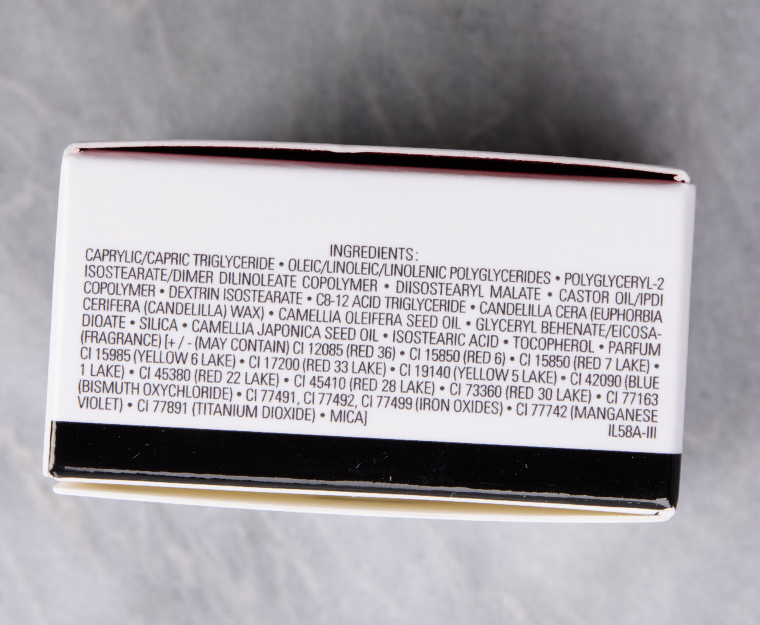 INGREDIENTS:
CAPRYLIC/CAPRIC TRIGLYCERIDE • OLEIC/LINOLEIC/LINOLENIC POLYGLYCERIDES • POLYGLYCERYL-2
ISOSTEARATE/DIMER DILINOLEATE COPOLYMER • DIISOSTEARYL MALATE • CASTOR OIL/IPDI
COPOLYMER • DEXTRIN ISOSTEARATE • C8-12 ACID TRIGLYCERIDE • CANDELILLA CERA (EUPHORBIA
CERIFERA (CANDELILLA) WAX) • CAMELLIA OLEIFERA SEED OIL • GLYCERYL BEHENATE/EICOSA-
DIOATE • SILICA • CAMELLIA JAPONICA SEED OIL • ISOSTEARIC ACID • TOCOPHEROL • PARFUM
(FRAGRANCE) [+ / - (MAY CONTAIN) CI 12085 (RED 36) • CI 15850 (RED 6) • CI 15850 (RED 7 LAKE) •
CI 15985 (YELLOW 6 LAKE) • CI 17200 (RED 33 LAKE) • CI 19140 (YELLOW 5 LAKE) • CI 42090 (BLUE
1 LAKE) • CI 45380 (RED 22 LAKE) • CI 45410 (RED 28 LAKE) • CI 73360 (RED 30 LAKE) • CI 77163
(BISMUTH OXYCHLORIDE) • CI 77491, CI 77492, CI 77499 (IRON OXIDES) • CI 77742 (MANGANESE
VIOLET) • CI 77891 (TITANIUM DIOXIDE) • MICA]
IL58A-III